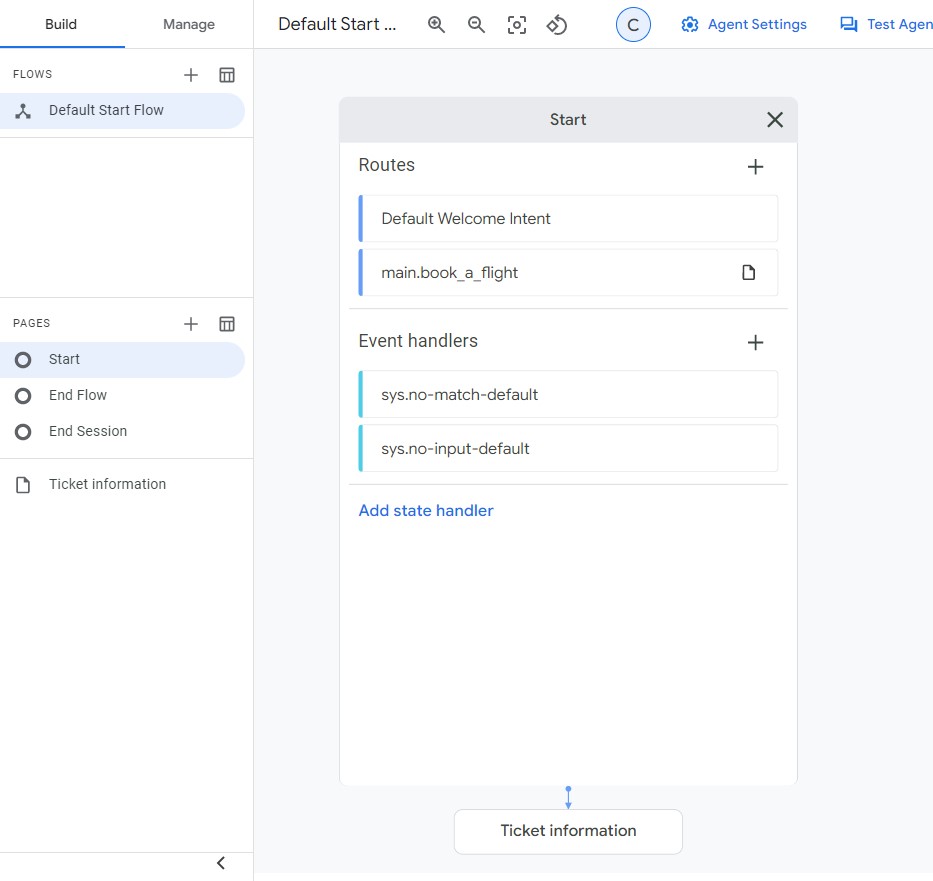 Build
Manage
Default Start ...
C
Agent Settings
Test Agen
FLOWS
Default Start Flow
PAGES
Start
End Flow
End Session
Ticket information
Start
Routes
Default Welcome Intent
main.book_a_flight
Event handlers
sys.no-match-default
sys.no-input-default
Add state handler
Ticket information